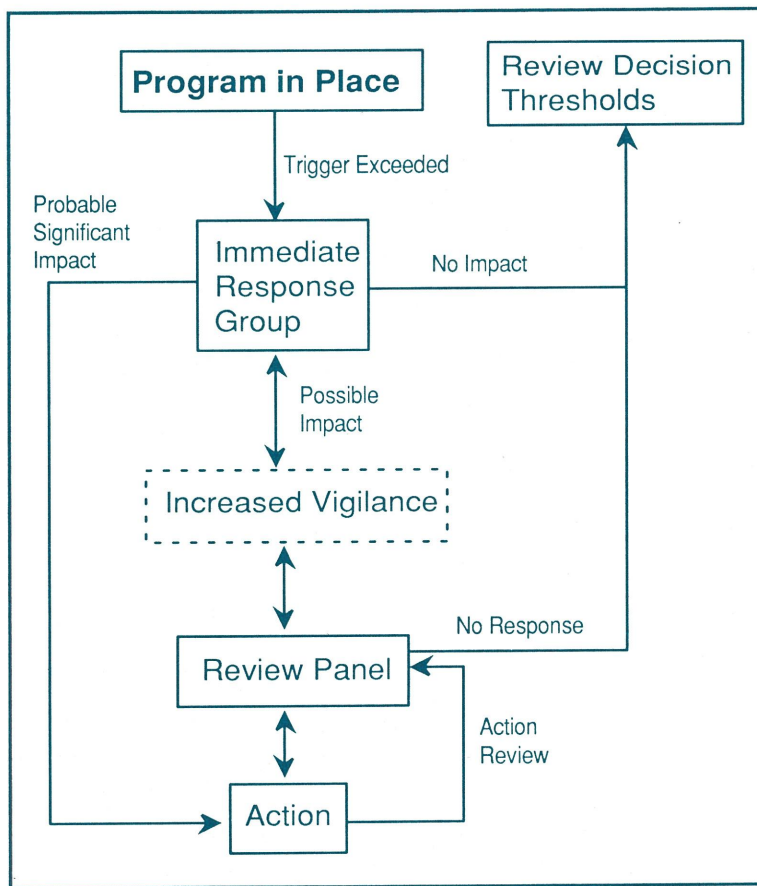 Program in Place
Review Decision
Thresholds
Trigger Exceeded
Probable
Significant
Impact
Immediate
Response
Group
No Impact
Possible
Impact
Increased Vigilance
No Response
Review Panel
Action
Review
Action